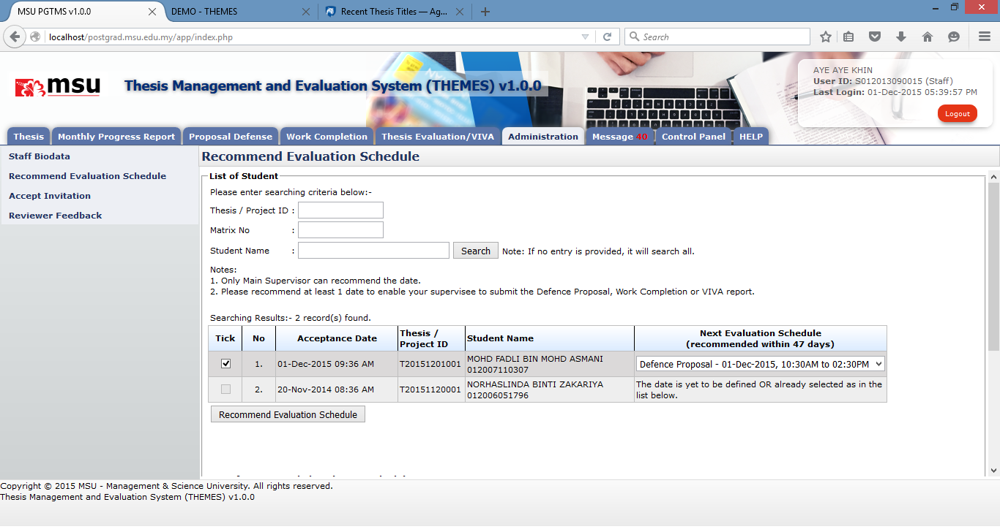 MSU PGTMS v1.0.0
DEMO - THEMES
Recent Thesis Titles — Ag...
localhost/postgrad.msu.edu.my/app/index.php
Search
msu
Thesis Management and Evaluation System (THEMES) v1.0.0
AYE AYE KHIN
User ID: S012013090015 (Staff)
Last Login: 01-Dec-2015 05:39:57 PM
Logout
Thesis
Monthly Progress Report
Proposal Defense
Work Completion
Thesis Evaluation/VIVA
Administration
Message 40
Control Panel
HELP
Staff Biodata
Recommend Evaluation Schedule
Accept Invitation
Reviewer Feedback
Recommend Evaluation Schedule
List of Student
Please enter searching criteria below:-
Thesis / Project ID :
Matrix No :
Student Name :
Search
Note: If no entry is provided, it will search all.
Notes:
1. Only Main Supervisor can recommend the date.
2. Please recommend at least 1 date to enable your supervisee to submit the Defence Proposal, Work Completion or VIVA report.
Searching Results:- 2 record(s) found.
Tick
No
Acceptance Date
Thesis /
Project ID
Student Name
Next Evaluation Schedule
(recommended within 47 days)
1.
01-Dec-2015 09:36 AM
T20151201001
MOHD FADLI BIN MOHD ASMANI
012007110307
Defence Proposal - 01-Dec-2015, 10:30AM to 02:30PM
2.
20-Nov-2014 08:36 AM
T20151120001
NORHASLINDA BINTI ZAKARIYA
012006051796
The date is yet to be defined OR already selected as in the
list below.
Recommend Evaluation Schedule
Copyright © 2015 MSU - Management & Science University. All rights reserved.
Thesis Management and Evaluation System (THEMES) v1.0.0